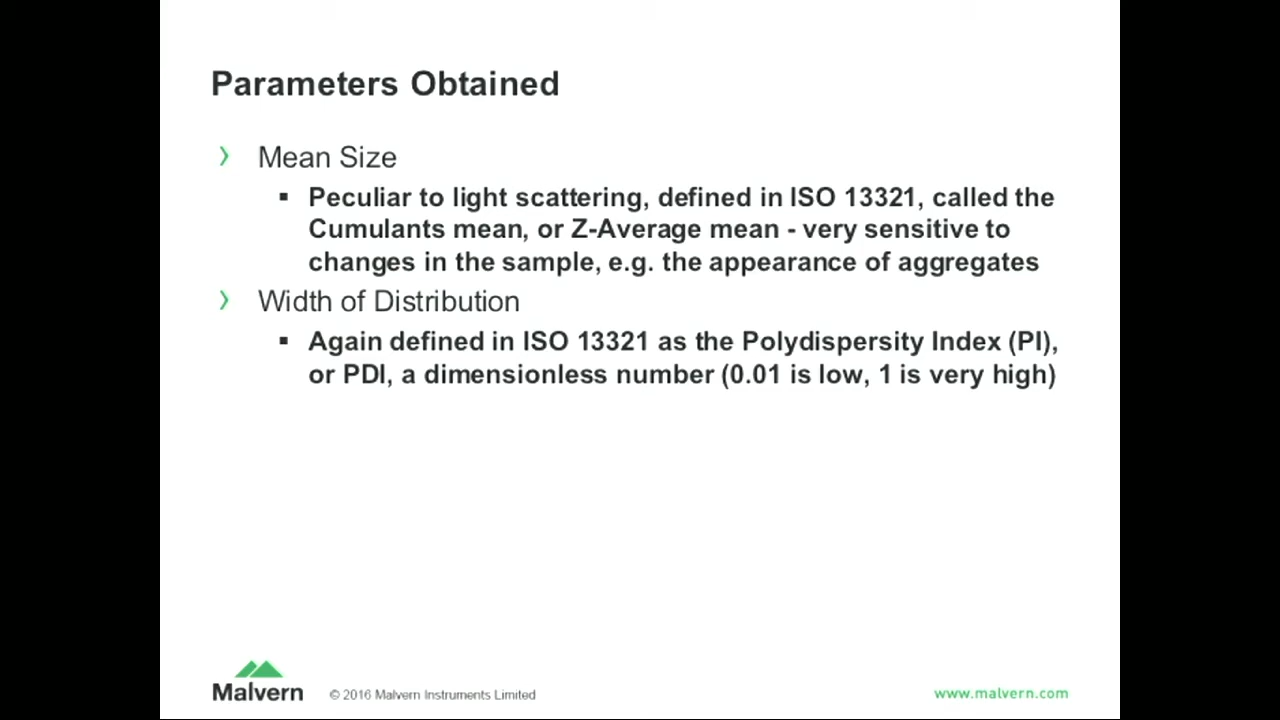 Parameters Obtained
Mean Size
Peculiar to light scattering, defined in ISO 13321, called the
Cumulants mean, or Z-Average mean - very sensitive to
changes in the sample, e.g. the appearance of aggregates
Width of Distribution
Again defined in ISO 13321 as the Polydispersity Index (PI),
or PDI, a dimensionless number (0.01 is low, 1 is very high)
Malvern
© 2016 Malvern Instruments Limited
www.malvern.com